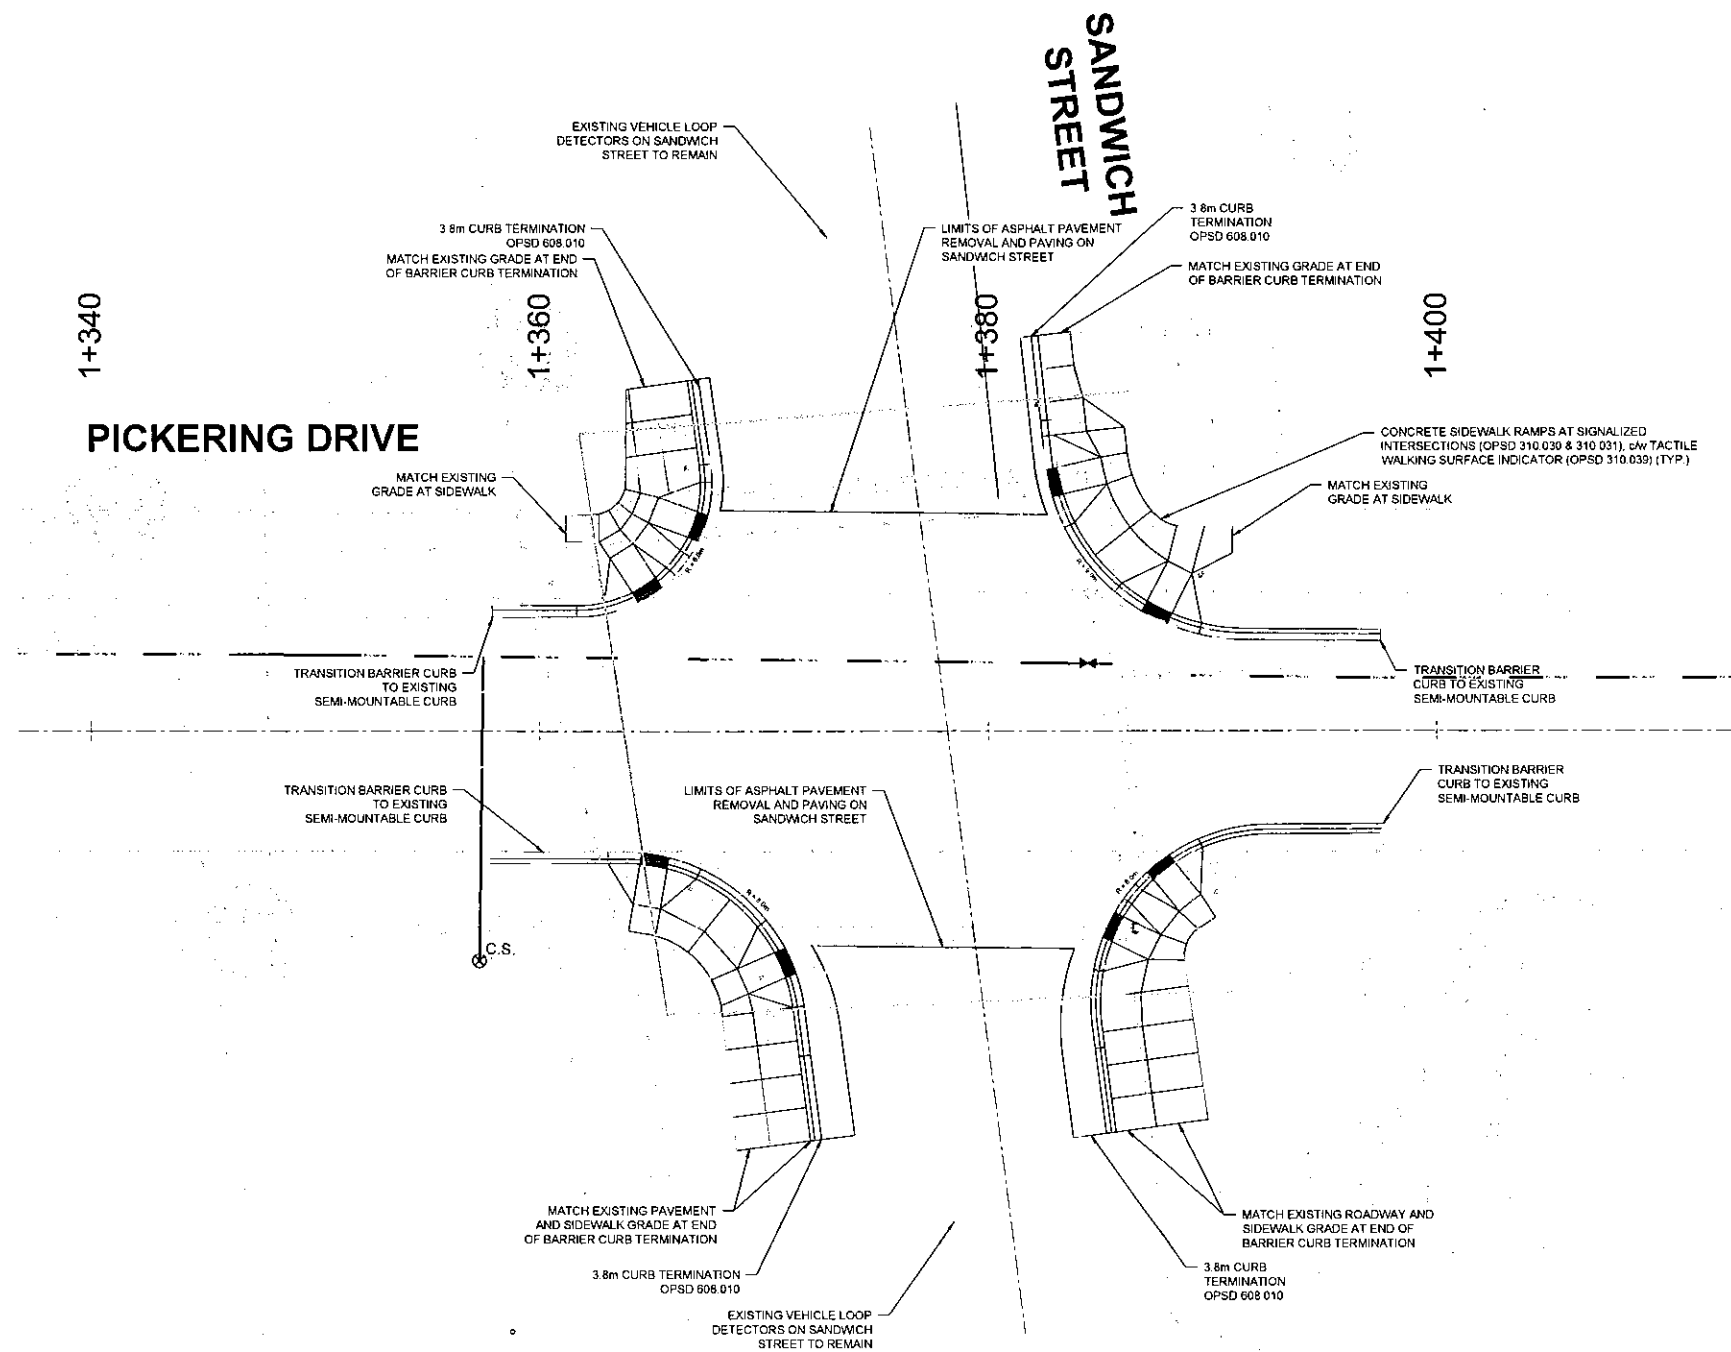 SANDWICH
STREET
EXISTING VEHICLE LOOP
DETECTORS ON SANDWICH
STREET TO REMAIN
3.8m CURB TERMINATION
OPSD 608.010
MATCH EXISTING GRADE AT END
OF BARRIER CURB TERMINATION
LIMITS OF ASPHALT PAVEMENT
REMOVAL AND PAVING ON
SANDWICH STREET
3.8m CURB
TERMINATION
OPSD 608.010
MATCH EXISTING GRADE AT END
OF BARRIER CURB TERMINATION
1+340
1+360
1+380
1+400
PICKERING DRIVE
CONCRETE SIDEWALK RAMPS AT SIGNALIZED
INTERSECTIONS (OPSD 310.030 & 310.031), c/w TACTILE
WALKING SURFACE INDICATOR (OPSD 310.039) (TYP.)
MATCH EXISTING
GRADE AT SIDEWALK
MATCH EXISTING
GRADE AT SIDEWALK
TRANSITION BARRIER CURB
TO EXISTING
SEMI-MOUNTABLE CURB
TRANSITION BARRIER
CURB TO EXISTING
SEMI-MOUNTABLE CURB
TRANSITION BARRIER CURB
TO EXISTING
SEMI-MOUNTABLE CURB
LIMITS OF ASPHALT PAVEMENT
REMOVAL AND PAVING ON
SANDWICH STREET
TRANSITION BARRIER
CURB TO EXISTING
SEMI-MOUNTABLE CURB
R = 8.0m
C.S.
MATCH EXISTING PAVEMENT
AND SIDEWALK GRADE AT END
OF BARRIER CURB TERMINATION
3.8m CURB TERMINATION
OPSD 608.010
MATCH EXISTING ROADWAY AND
SIDEWALK GRADE AT END OF
BARRIER CURB TERMINATION
3.8m CURB
TERMINATION
OPSD 608 010
EXISTING VEHICLE LOOP
DETECTORS ON SANDWICH
STREET TO REMAIN